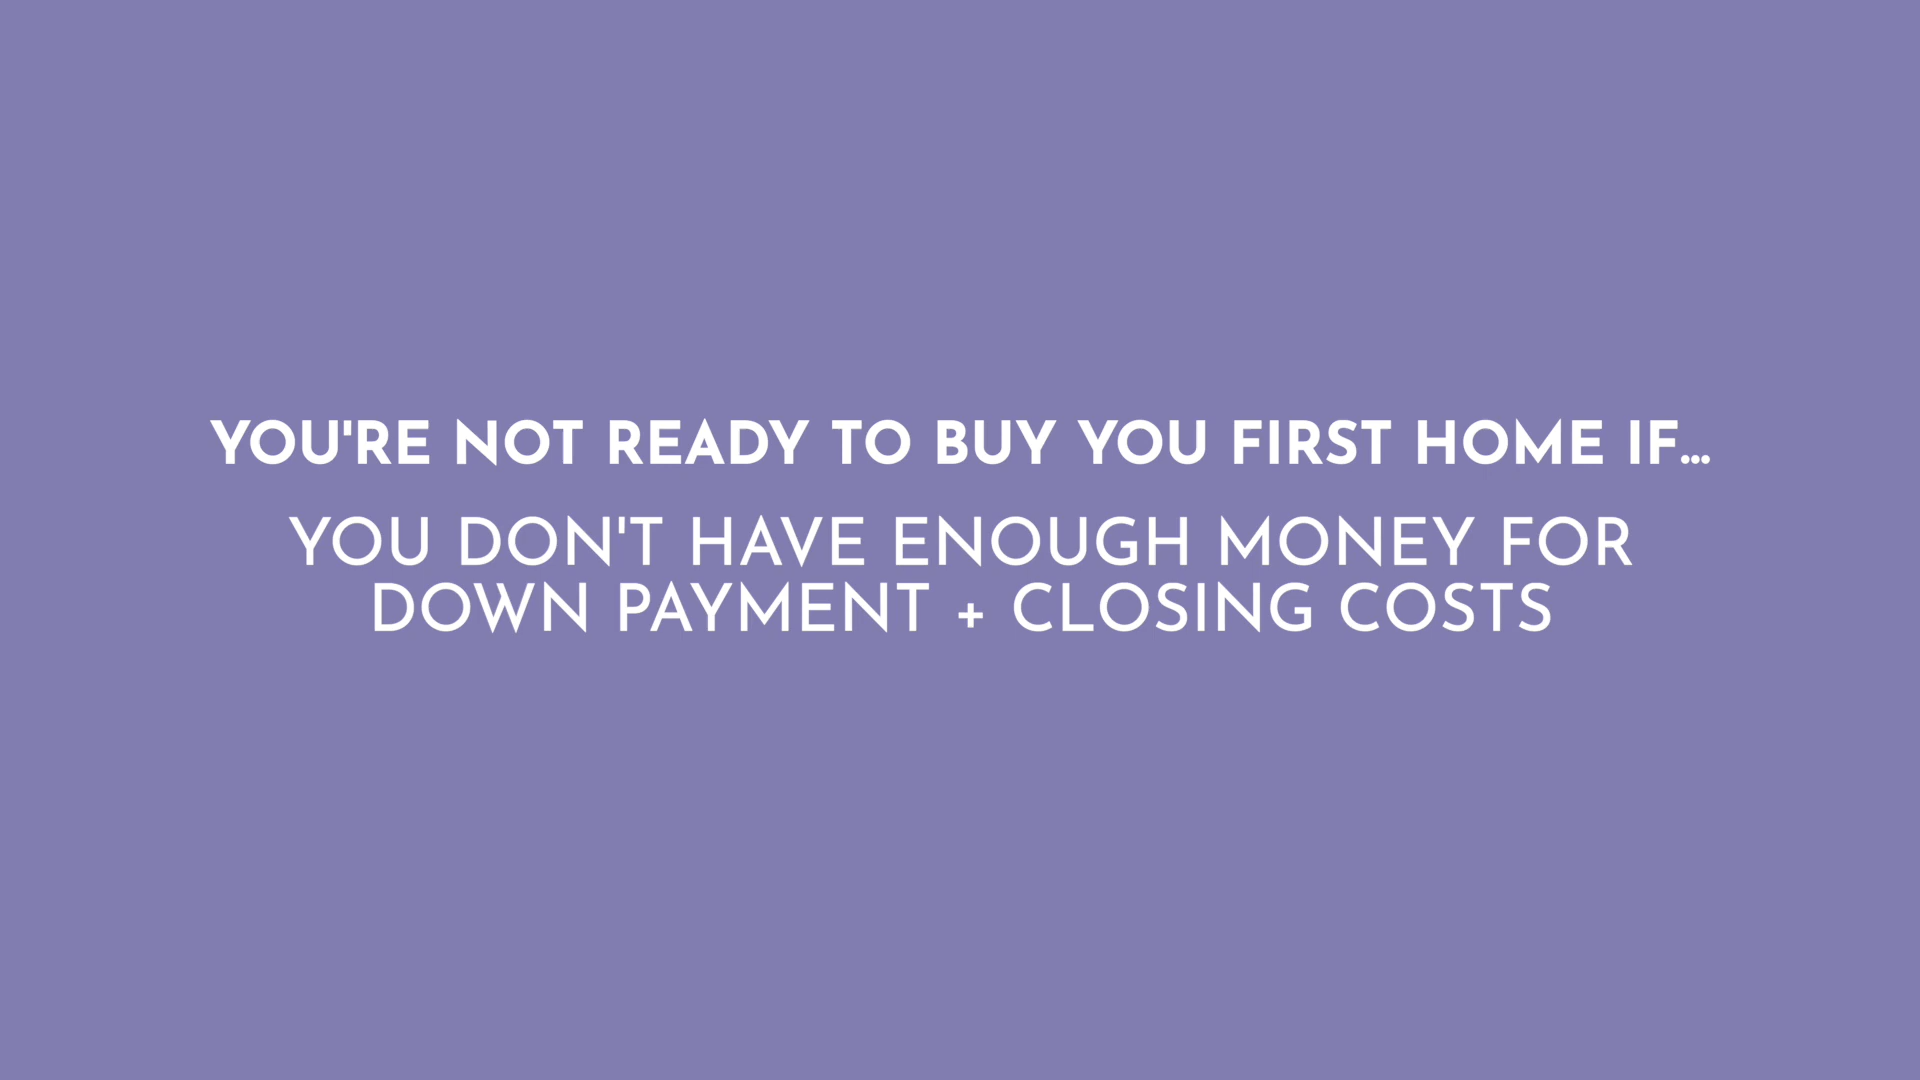 YOU'RE NOT READY TO BUY YOU FIRST HOME IF...
YOU DON'T HAVE ENOUGH MONEY FOR
DOWN PAYMENT + CLOSING COSTS